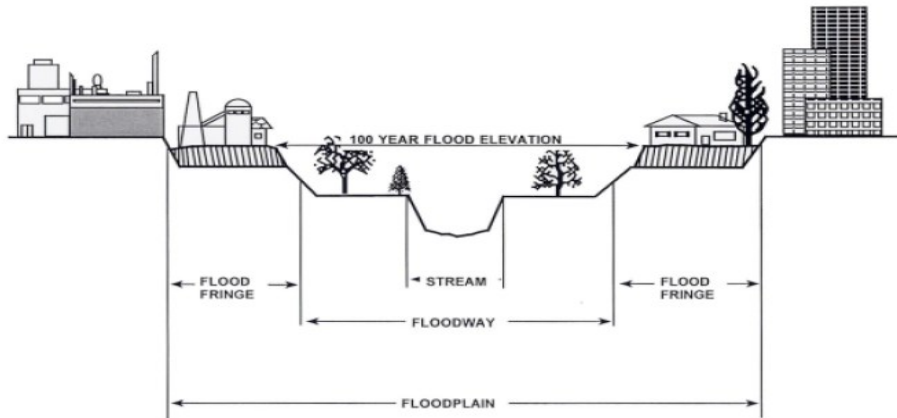 100 YEAR FLOOD ELEVATION
FLOOD
FRINGE
STREAM
FLOOD
FRINGE
FLOODWAY
FLOODPLAIN